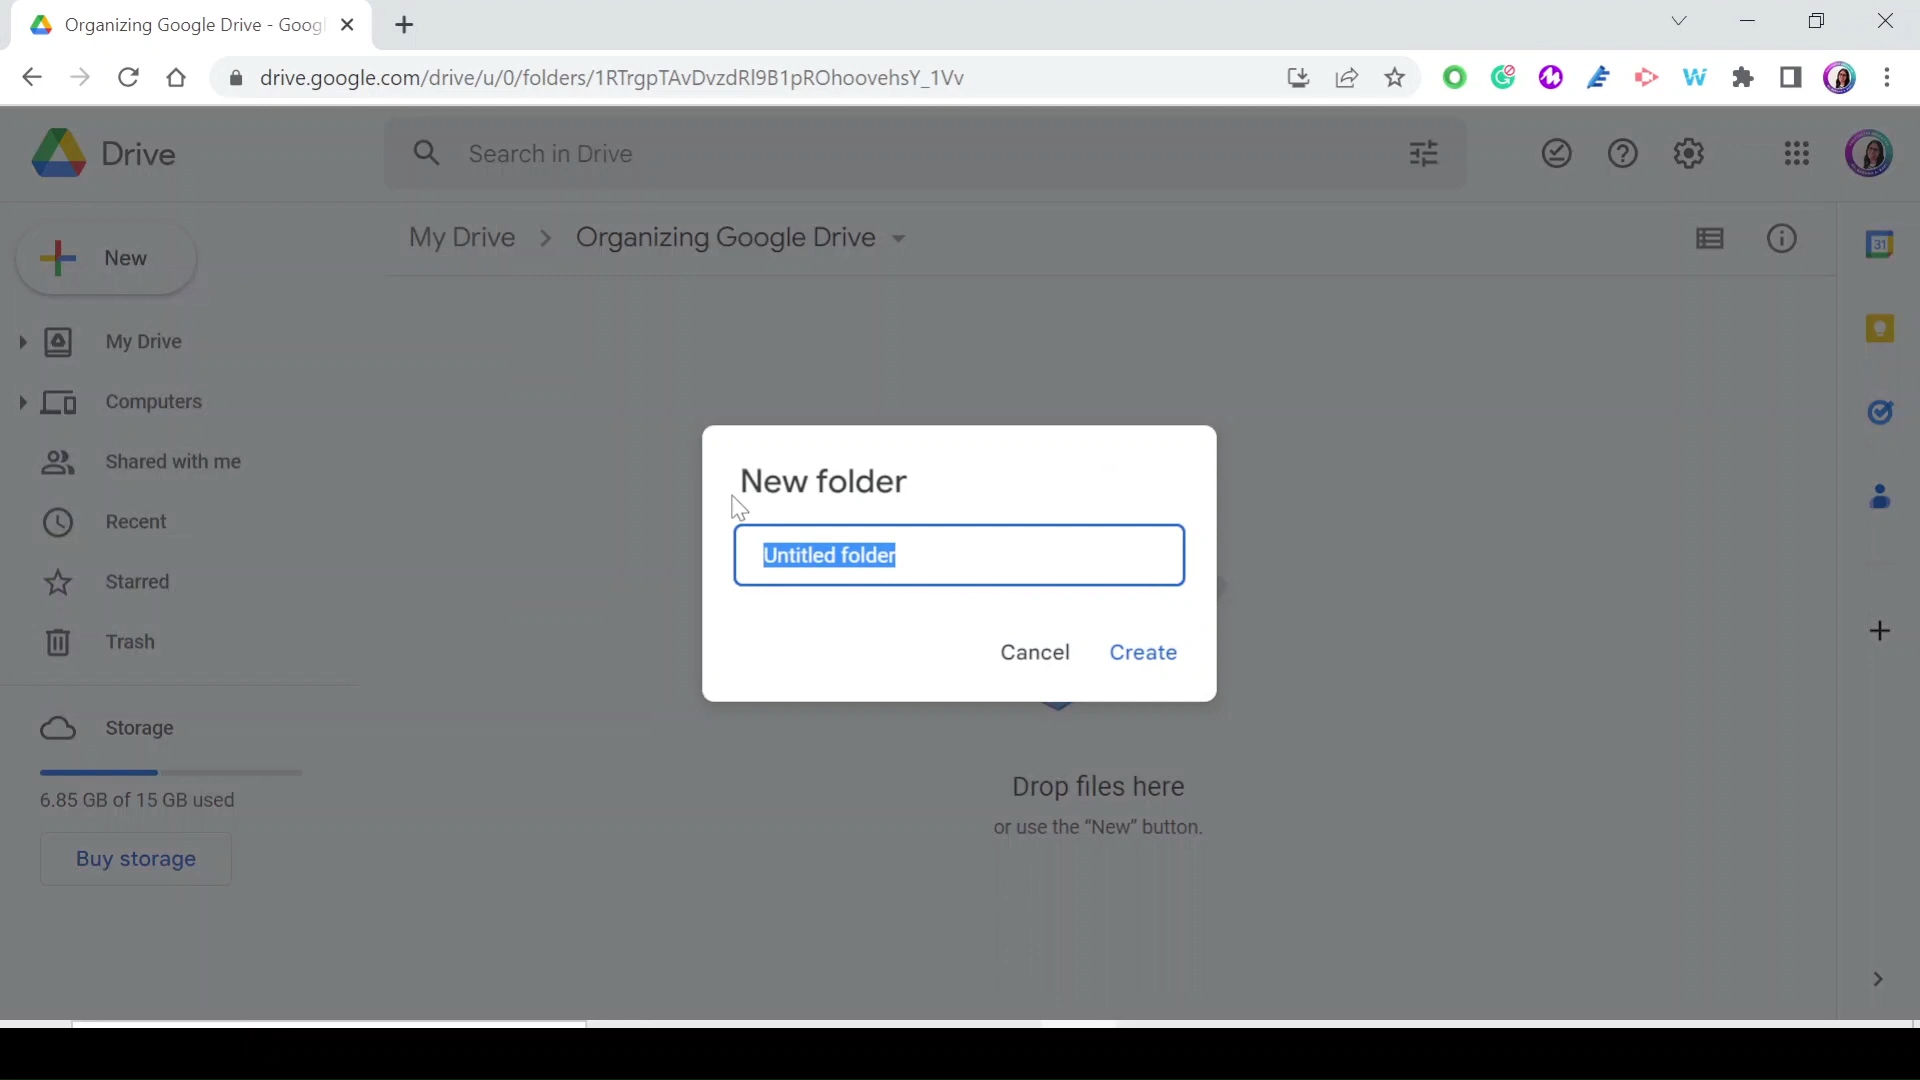 Organizing Google Drive - Googl
drive.google.com/drive/u/0/folders/1RTrgpTAvDvzdRl9B1pROhoovehsY_1Vv
Drive
Search in Drive
New
My Drive
Organizing Google Drive
31
My Drive
Computers
Shared with me
Recent
Starred
Trash
Storage
6.85 GB of 15 GB used
Buy storage
New folder
Untitled folder
Cancel
Create
Drop files here
or use the “New” button.